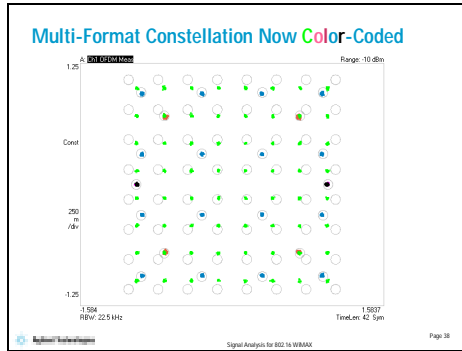 Multi-Format Constellation Now Color-Coded
A: Ch1 OFDM Meas
Range: -10 dBm
1.25
Const
250
m
/div
-1.25
-1.584
1.5837
RBW: 22.5 kHz
TimeLen: 42 Sym
Signal Analysis for 802.16 WiMAX
Page 38